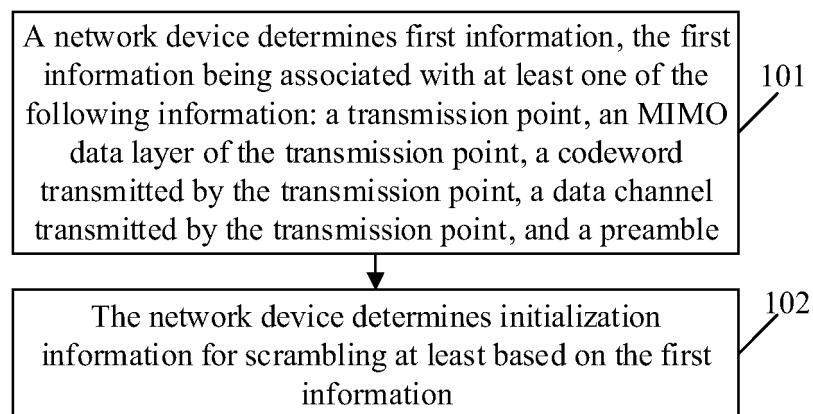 A network device determines first information, the first
information being associated with at least one of the
following information: a transmission point, an MIMO
data layer of the transmission point, a codeword
transmitted by the transmission point, a data channel
transmitted by the transmission point, and a preamble
101
The network device determines initialization
information for scrambling at least based on the first
information
102